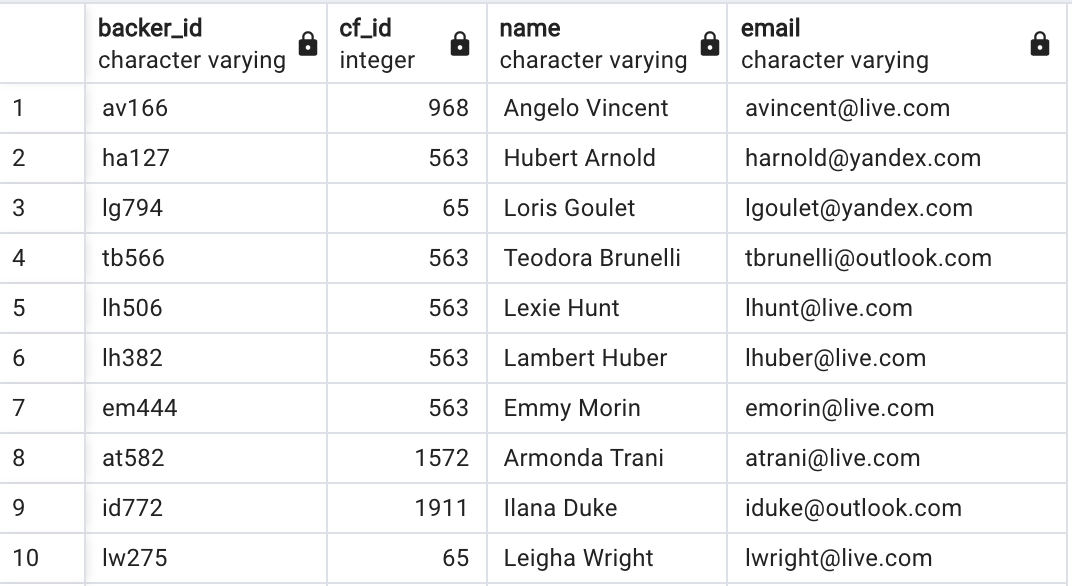 backer_id cf_id name email
character varying integer character varying character varying
1 av166 968 Angelo Vincent avincent@live.com
2 ha127 563 Hubert Arnold harnold@yandex.com
3 lg794 65 Loris Goulet lgoulet@yandex.com
4 tb566 563 Teodora Brunelli tbrunelli@outlook.com
5 lh506 563 Lexie Hunt lhunt@live.com
6 lh382 563 Lambert Huber lhuber@live.com
7 em444 563 Emmy Morin emorin@live.com
8 at582 1572 Armonda Trani atrani@live.com
9 id772 1911 Ilana Duke iduke@outlook.com
10 lw275 65 Leigha Wright lwright@live.com